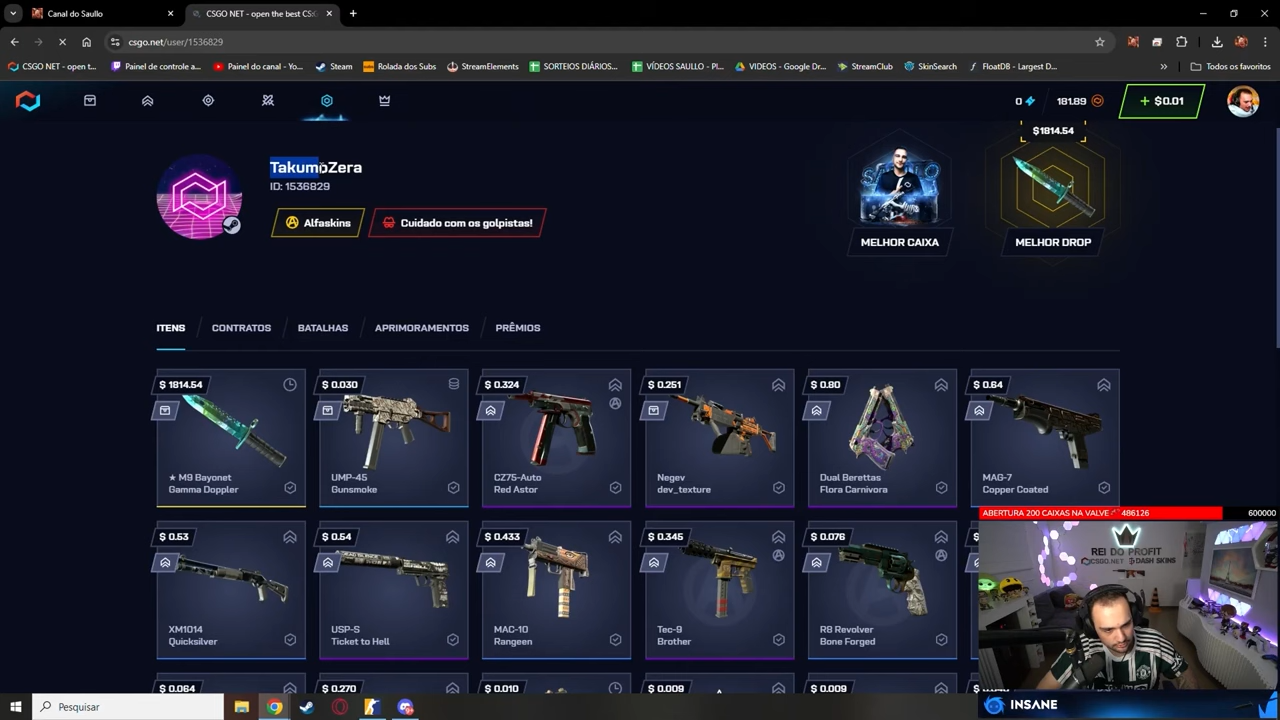 Canal do Saullo
CSGO NET - open the best CS:G
csgo.net/user/1536829
CSGO NET - open t...
Painel de controle a...
Painel do canal - Yo...
Steam
Rolada dos Subs
StreamElements
SORTEIOS DIÁRIOS...
VÍDEOS SAULLO - Pl...
VIDEOS - Google Dr...
StreamClub
SkinSearch
FloatDB - Largest D...
Todos os favoritos
0
181.89
+ $0.01
TakumoZera
ID: 1536829
Alfaskins
Cuidado com os golpistas!
SAULLO
MELHOR CAIXA
$1814.54
MELHOR DROP
ITENS
CONTRATOS
BATALHAS
APRIMORAMENTOS
PRÊMIOS
$ 1814.54
★ M9 Bayonet
Gamma Doppler
$ 0.030
UMP-45
Gunsmoke
$ 0.324
CZ75-Auto
Red Astor
$ 0.251
Negev
dev_texture
$ 0.80
Dual Berettas
Flora Carnivora
$ 0.64
MAG-7
Copper Coated
$ 0.53
XM1014
Quicksilver
$ 0.54
USP-S
Ticket to Hell
$ 0.433
MAC-10
Rangeen
$ 0.345
Tec-9
Brother
$ 0.076
R8 Revolver
Bone Forged
$ 0.064
$ 0.270
$ 0.010
$ 0.009
$ 0.009
ABERTURA 200 CAIXAS NA VALVE
486126
600000
REI DO PROFIT
CSGO.NET
DASH SKINS
INSANE
Pesquisar